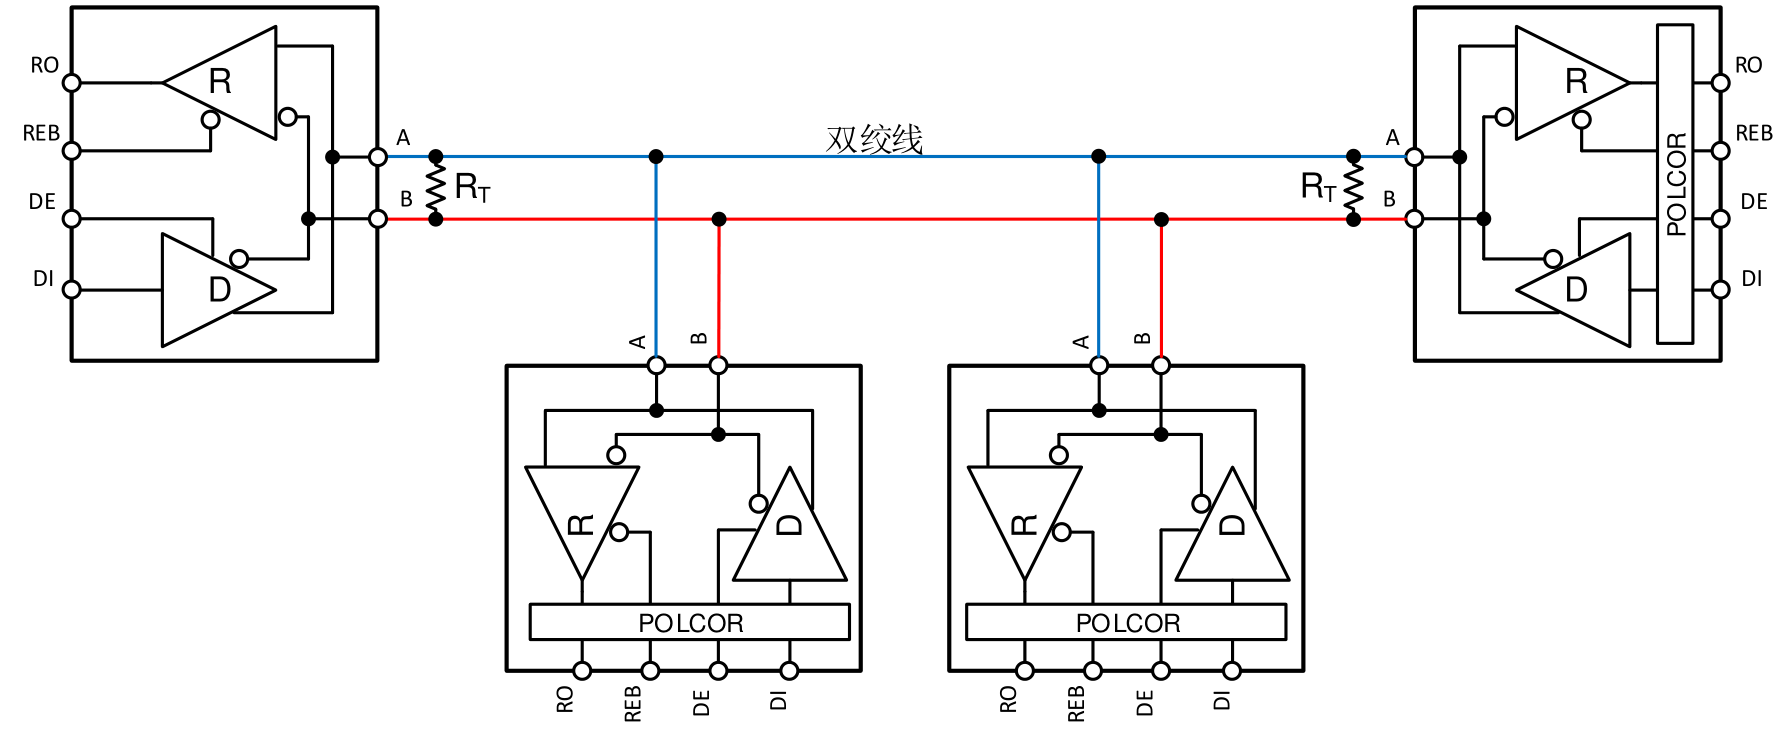 RO
REB
DE
DI
R
D
A
B
R_T
双绞线
R_T
A
B
R
D
POLCOR
RO
REB
DE
DI
A
B
R
D
POLCOR
RO
REB
DE
DI
A
B
R
D
POLCOR
RO
REB
DE
DI